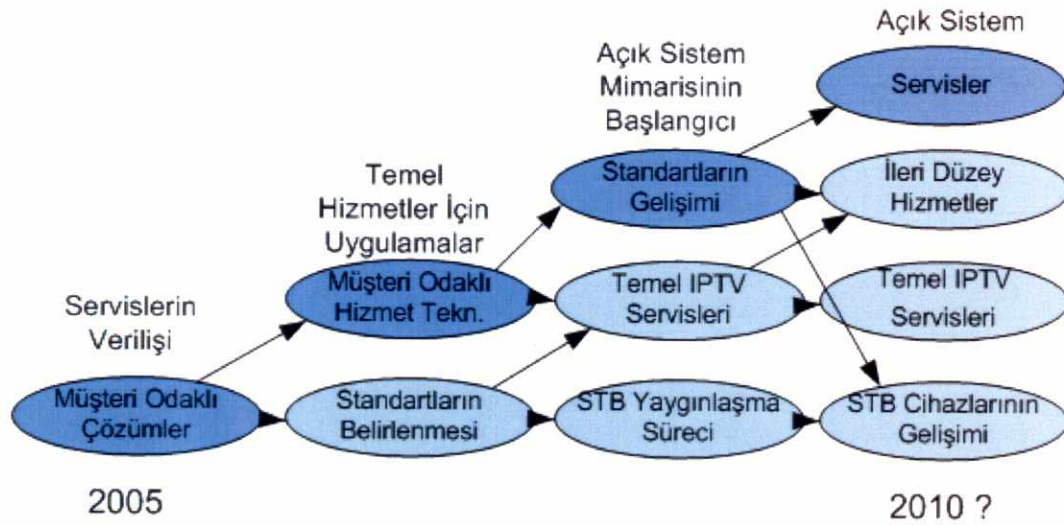 Açık Sistem
Servisler
Açık Sistem
Mimarisinin
Başlangıcı
Standartların
Gelişimi
İleri Düzey
Hizmetler
Temel
Hizmetler İçin
Uygulamalar
Müşteri Odaklı
Hizmet Tekn.
Temel IPTV
Servisleri
Temel IPTV
Servisleri
Servislerin
Verilişi
Müşteri Odaklı
Çözümler
Standartların
Belirlenmesi
STB Yaygınlaşma
Süreci
STB Cihazlarının
Gelişimi
2005
2010 ?